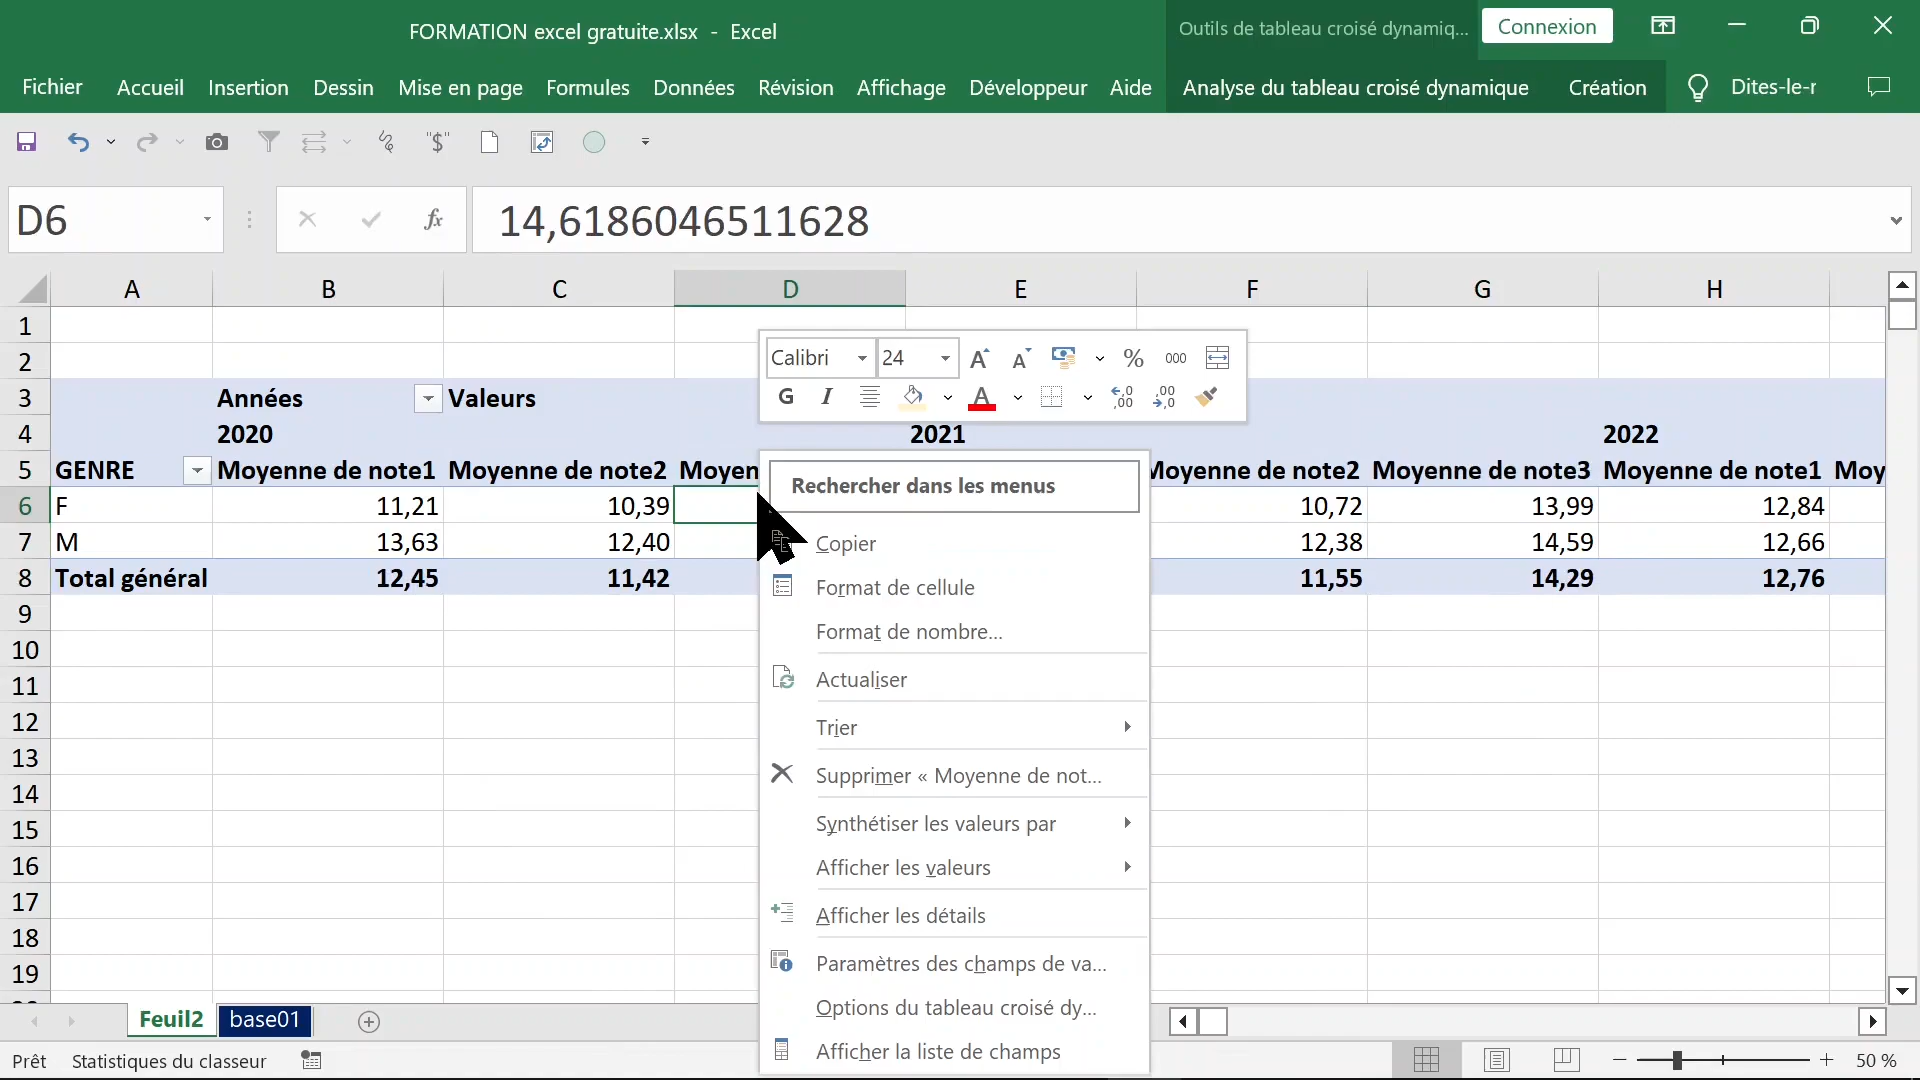 FORMATION excel gratuite.xlsx - Excel
Outils de tableau croisé dynamiq...
Connexion
Fichier Accueil Insertion Dessin Mise en page Formules Données Révision Affichage Développeur Aide Analyse du tableau croisé dynamique Création Dites-le-r
"$"
D6 fx 14,6186046511628
A B C D E F G H
1
2
Calibri 24 A A % 000
G I A ←,0 ,00 ,00 →,0
3 Années Valeurs
4 2020 2021 2022
5 GENRE Moyenne de note1 Moyenne de note2 Moyen Moyenne de note2 Moyenne de note3 Moyenne de note1 Moy
6 F 11,21 10,39 10,72 13,99 12,84
7 M 13,63 12,40 12,38 14,59 12,66
8 Total général 12,45 11,42 11,55 14,29 12,76
9
10
11
12
13
14
15
16
17
18
19
Rechercher dans les menus
Copier
Format de cellule
Format de nombre...
Actualiser
Trier
Supprimer « Moyenne de not...
Synthétiser les valeurs par
Afficher les valeurs
Afficher les détails
Paramètres des champs de va...
Options du tableau croisé dy...
Afficher la liste de champs
Feuil2 base01
Prêt Statistiques du classeur 50 %